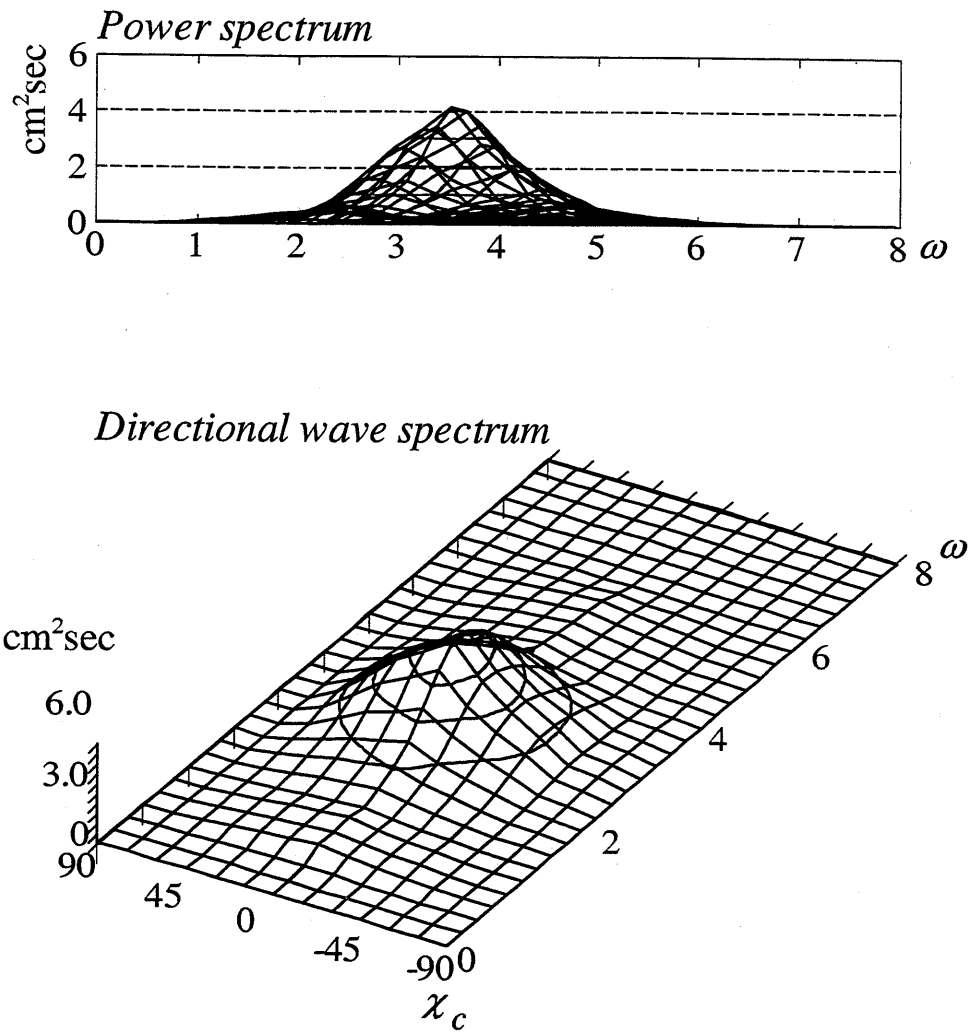 Power spectrum
cm²sec
6
4
2
0
0 1 2 3 4 5 6 7 8 ω
Directional wave spectrum
ω
8
6
4
2
0
cm²sec
6.0
3.0
0
90
45
0
-45
-90
χc